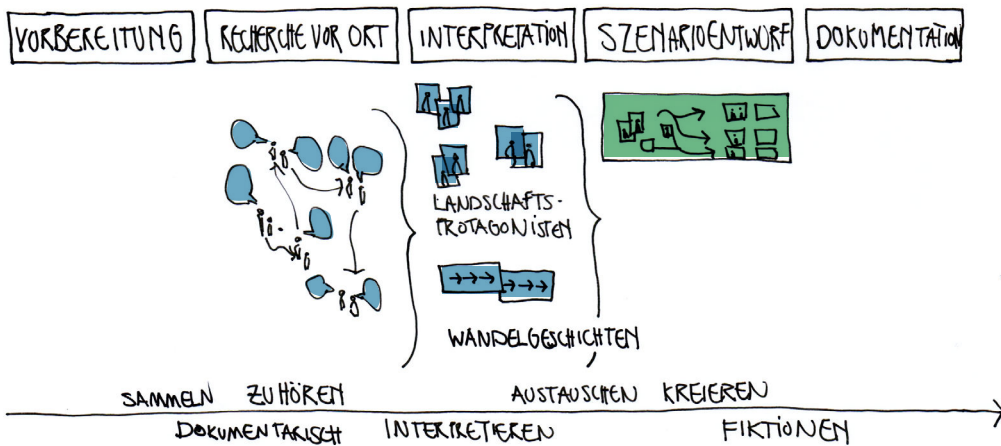 VORBEREITUNG
RECHERCHE VOR ORT
INTERPRETATION
SZENARIOENTWURF
DOKUMENTATION
LANDSCHAFTS-
PROTAGONISTEN
WANDELGESCHICHTEN
SAMMELN ZUHÖREN AUSTAUSCHEN KREIEREN
DOKUMENTARISCH INTERPRETIEREN FIKTIONEN